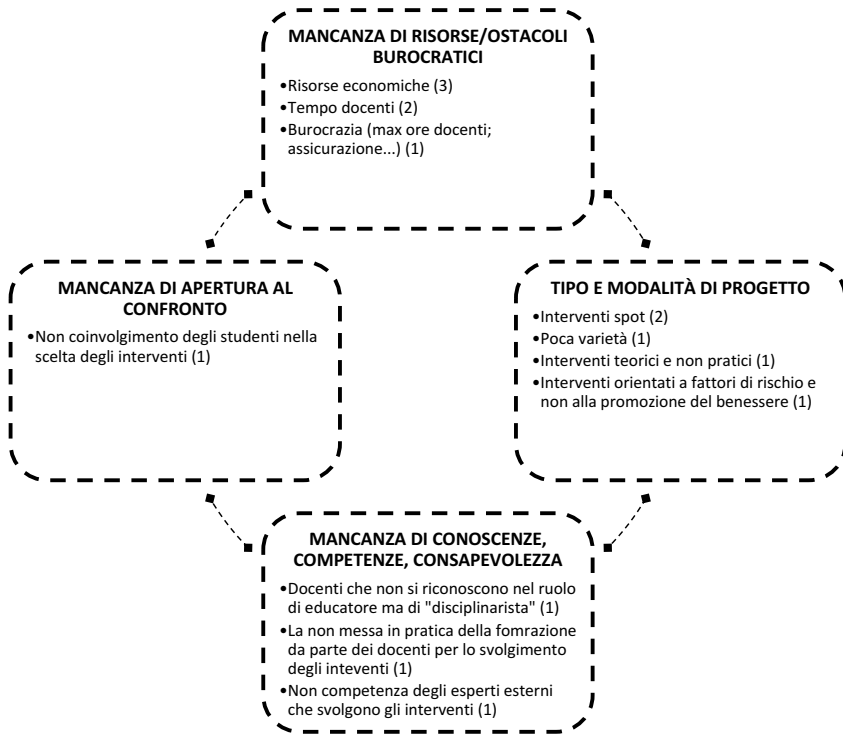 MANCANZA DI RISORSE/OSTACOLI
BUROCRATICI
•Risorse economiche (3)
•Tempo docenti (2)
•Burocrazia (max ore docenti;
assicurazione...) (1)
MANCANZA DI APERTURA AL
CONFRONTO
•Non coinvolgimento degli studenti nella
scelta degli interventi (1)
TIPO E MODALITÀ DI PROGETTO
•Interventi spot (2)
•Poca varietà (1)
•Interventi teorici e non pratici (1)
•Interventi orientati a fattori di rischio e
non alla promozione del benessere (1)
MANCANZA DI CONOSCENZE,
COMPETENZE, CONSAPEVOLEZZA
•Docenti che non si riconoscono nel ruolo
di educatore ma di "disciplinarista" (1)
•La non messa in pratica della fomrazione
da parte dei docenti per lo svolgimento
degli inteventi (1)
•Non competenza degli esperti esterni
che svolgono gli interventi (1)